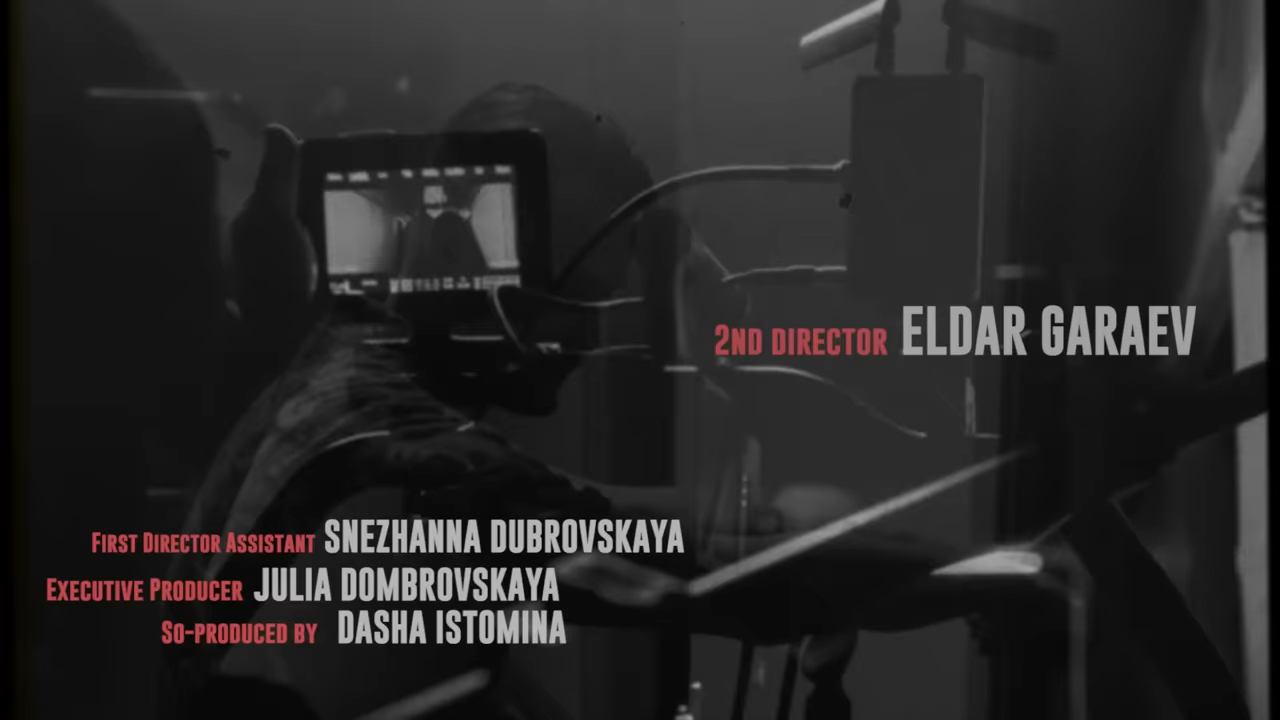 2ND DIRECTOR ELDAR GARAEV
FIRST DIRECTOR ASSISTANT SNEZHANNA DUBROVSKAYA
EXECUTIVE PRODUCER JULIA DOMBROVSKAYA
SO-PRODUCED BY DASHA ISTOMINA